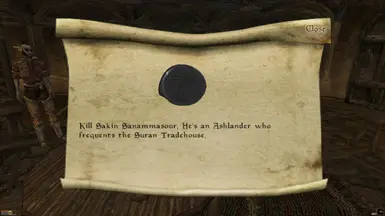 Close
Kill Sakin Sanammasour. He's an Ashlander who
frequents the Suran Tradehouse.